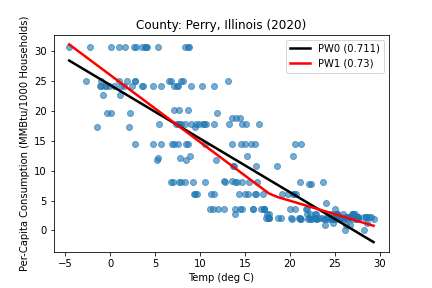 County: Perry, Illinois (2020)
Per-Capita Consumption (MMBtu/1000 Households)
30
25
20
15
10
5
0
PW0 (0.711)
PW1 (0.73)
−5 0 5 10 15 20 25 30
Temp (deg C)